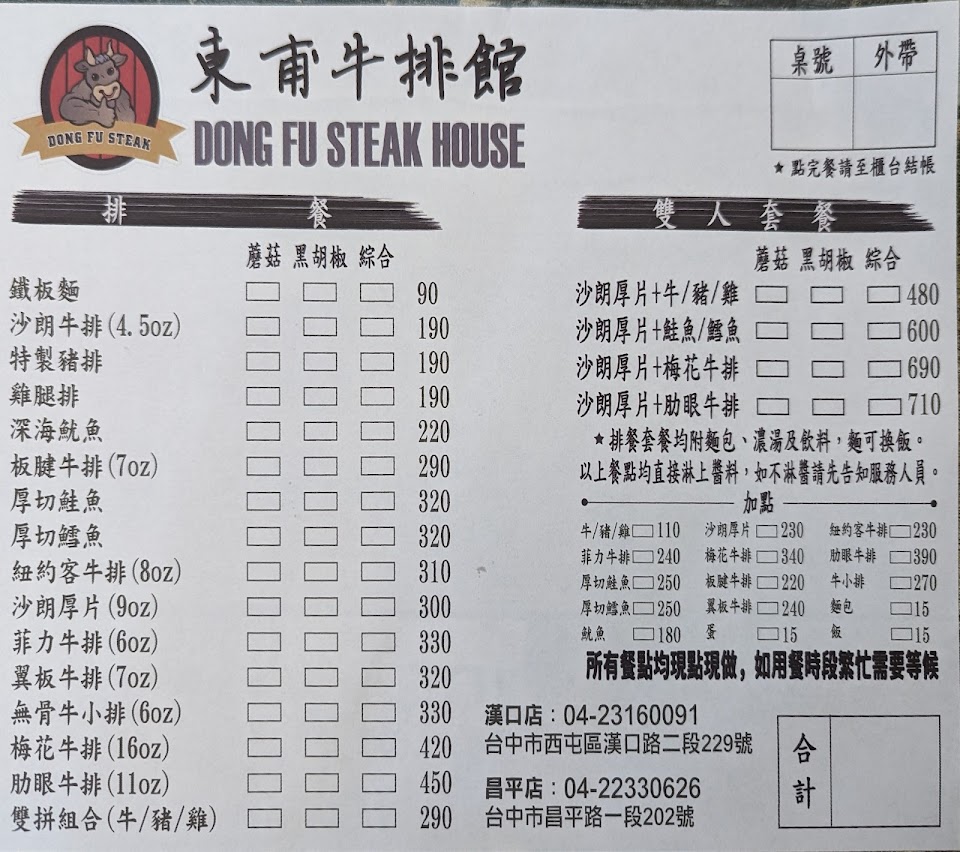 東甫牛排館
DONG FU STEAK HOUSE
DONG FU STEAK
桌號 外帶
★點完餐請至櫃台結帳
排餐
蘑菇 黑胡椒 綜合
鐵板麵 90
沙朗牛排(4.5oz) 190
特製豬排 190
雞腿排 190
深海魷魚 220
板腱牛排(7oz) 290
厚切鮭魚 320
厚切鱈魚 320
紐約客牛排(8oz) 310
沙朗厚片(9oz) 300
菲力牛排(6oz) 330
翼板牛排(7oz) 320
無骨牛小排(6oz) 330
梅花牛排(16oz) 420
肋眼牛排(11oz) 450
雙拼組合(牛/豬/雞) 290
雙人套餐
蘑菇 黑胡椒 綜合
沙朗厚片+牛/豬/雞 480
沙朗厚片+鮭魚/鱈魚 600
沙朗厚片+梅花牛排 690
沙朗厚片+肋眼牛排 710
★排餐套餐均附麵包、濃湯及飲料，麵可換飯。
以上餐點均直接淋上醬料，如不淋醬請先告知服務人員。
加點
牛/豬/雞 110 沙朗厚片 230 紐約客牛排 230
菲力牛排 240 梅花牛排 340 肋眼牛排 390
厚切鮭魚 250 板腱牛排 220 牛小排 270
厚切鱈魚 250 翼板牛排 240 麵包 15
魷魚 180 蛋 15 飯 15
所有餐點均現點現做，如用餐時段繁忙需要等候
漢口店：04-23160091
台中市西屯區漢口路二段229號
昌平店：04-22330626
台中市昌平路一段202號
合計